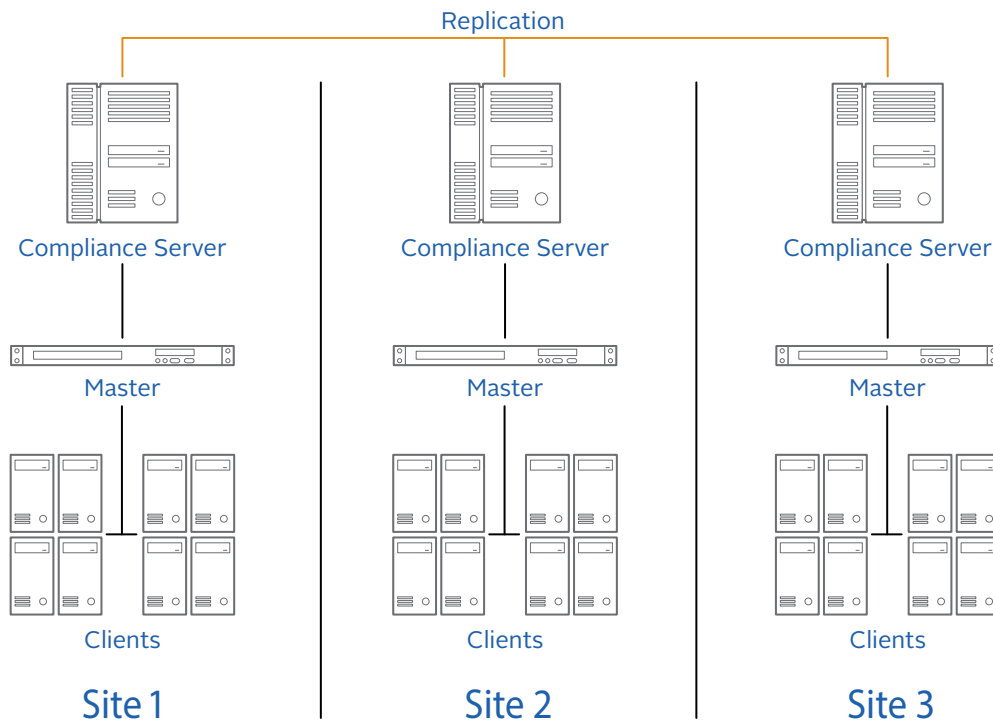 Replication
Compliance Server
Compliance Server
Compliance Server
Master
Master
Master
Clients
Clients
Clients
Site 1
Site 2
Site 3